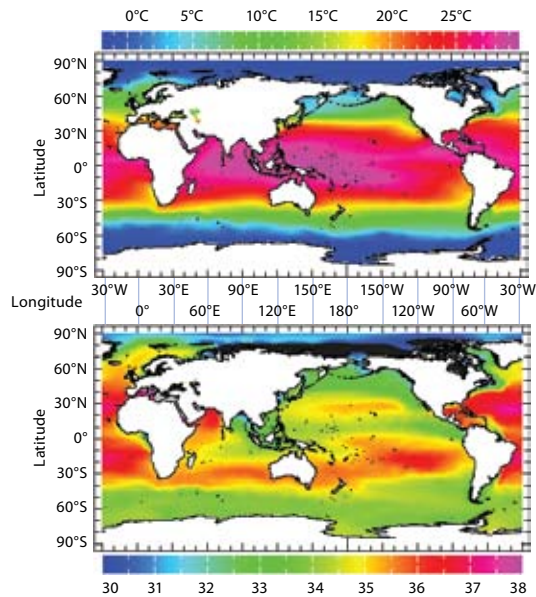 0°C 5°C 10°C 15°C 20°C 25°C
90°N
60°N
30°N
0°
30°S
60°S
90°S
Latitude
30°W 30°E 90°E 150°E 150°W 90°W 30°W
Longitude
0° 60°E 120°E 180° 120°W 60°W
90°N
60°N
30°N
0°
30°S
60°S
90°S
Latitude
30 31 32 33 34 35 36 37 38